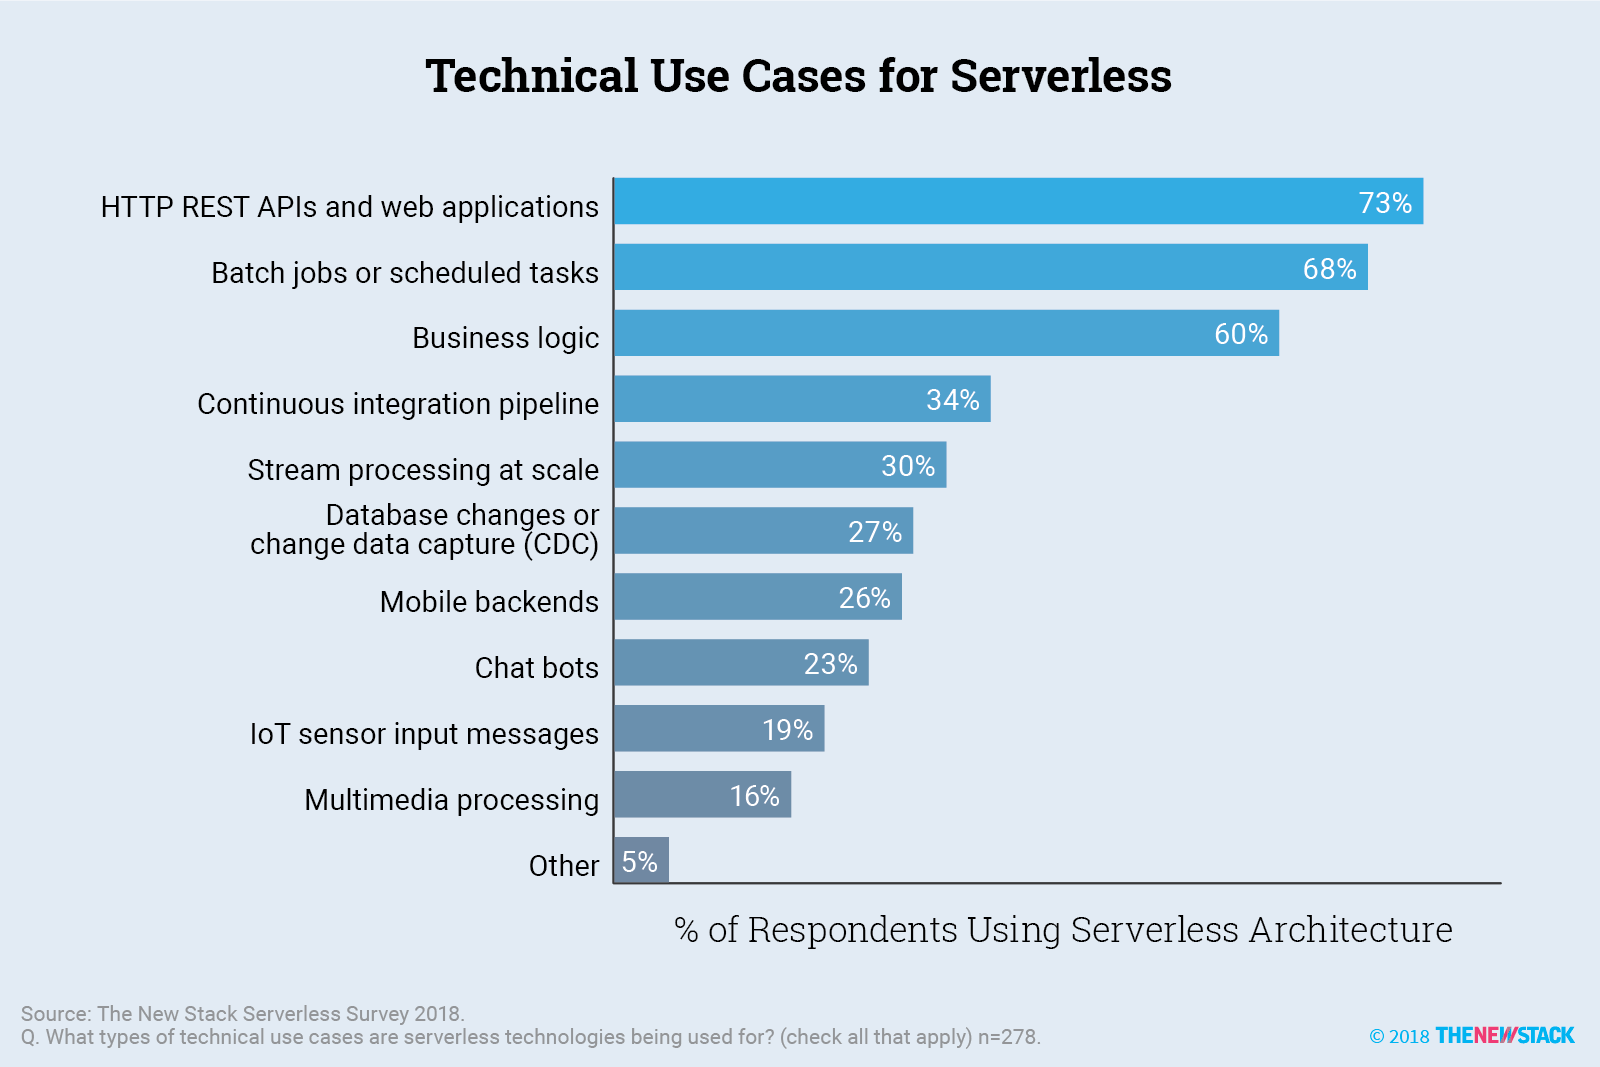 Technical Use Cases for Serverless
HTTP REST APIs and web applications 73%
Batch jobs or scheduled tasks 68%
Business logic 60%
Continuous integration pipeline 34%
Stream processing at scale 30%
Database changes or
change data capture (CDC) 27%
Mobile backends 26%
Chat bots 23%
IoT sensor input messages 19%
Multimedia processing 16%
Other 5%
% of Respondents Using Serverless Architecture
Source: The New Stack Serverless Survey 2018.
Q. What types of technical use cases are serverless technologies being used for? (check all that apply) n=278.
© 2018 THENEWSTACK